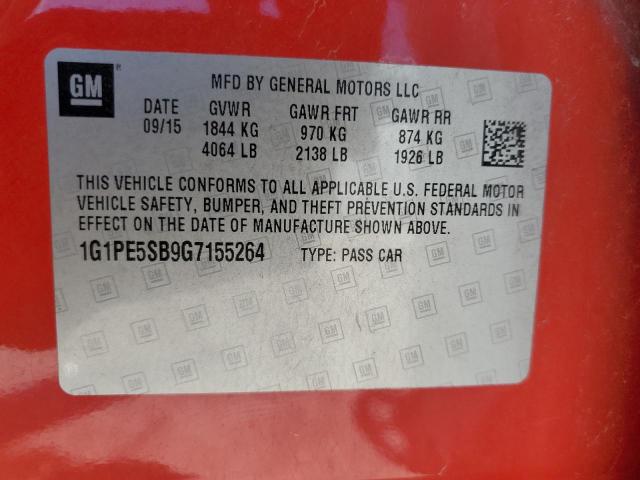 GM
MFD BY GENERAL MOTORS LLC
DATE GVWR GAWR FRT GAWR RR
09/15 1844 KG 970 KG 874 KG
4064 LB 2138 LB 1926 LB
THIS VEHICLE CONFORMS TO ALL APPLICABLE U.S. FEDERAL MOTOR
VEHICLE SAFETY, BUMPER, AND THEFT PREVENTION STANDARDS IN
EFFECT ON THE DATE OF MANUFACTURE SHOWN ABOVE.
1G1PE5SB9G7155264 TYPE: PASS CAR